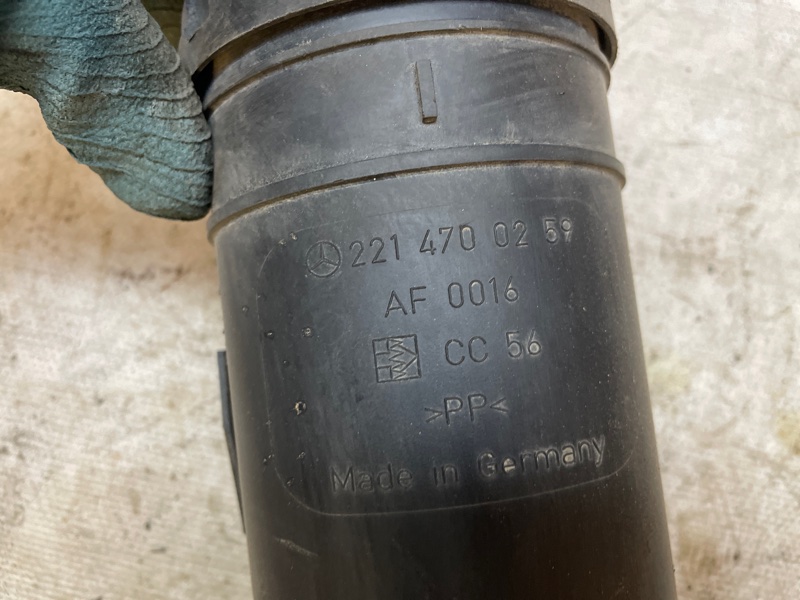 221 470 02 59
AF 0016
CC 56
>PP<
Made in Germany